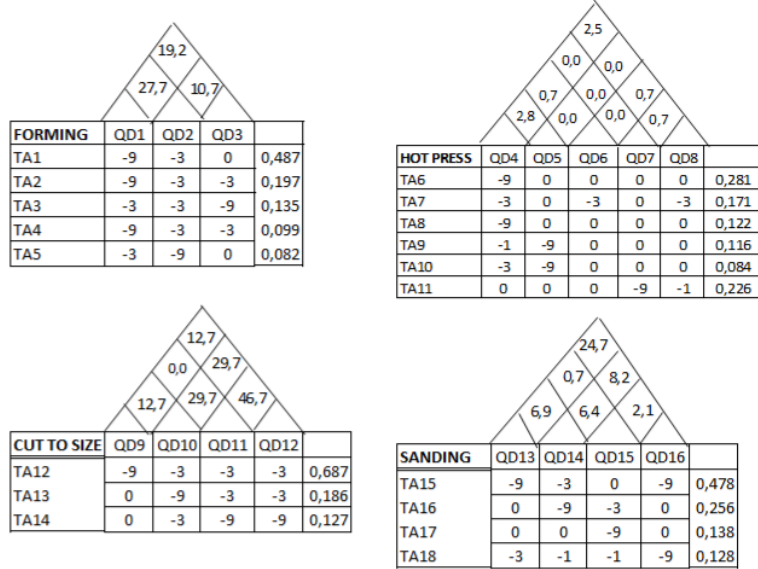 19,2
27,7 10,7
FORMING QD1 QD2 QD3
TA1 -9 -3 0 0,487
TA2 -9 -3 -3 0,197
TA3 -3 -3 -9 0,135
TA4 -9 -3 -3 0,099
TA5 -3 -9 0 0,082
2,5
0,0 0,0
0,7 0,0 0,7
2,8 0,0 0,0 0,7
HOT PRESS QD4 QD5 QD6 QD7 QD8
TA6 -9 0 0 0 0 0,281
TA7 -3 0 -3 0 -3 0,171
TA8 -9 0 0 0 0 0,122
TA9 -1 -9 0 0 0 0,116
TA10 -3 -9 0 0 0 0,084
TA11 0 0 0 -9 -1 0,226
12,7
0,0 29,7
12,7 29,7 46,7
CUT TO SIZE QD9 QD10 QD11 QD12
TA12 -9 -3 -3 -3 0,687
TA13 0 -9 -3 -3 0,186
TA14 0 -3 -9 -9 0,127
24,7
0,7 8,2
6,9 6,4 2,1
SANDING QD13 QD14 QD15 QD16
TA15 -9 -3 0 -9 0,478
TA16 0 -9 -3 0 0,256
TA17 0 0 -9 0 0,138
TA18 -3 -1 -1 -9 0,128